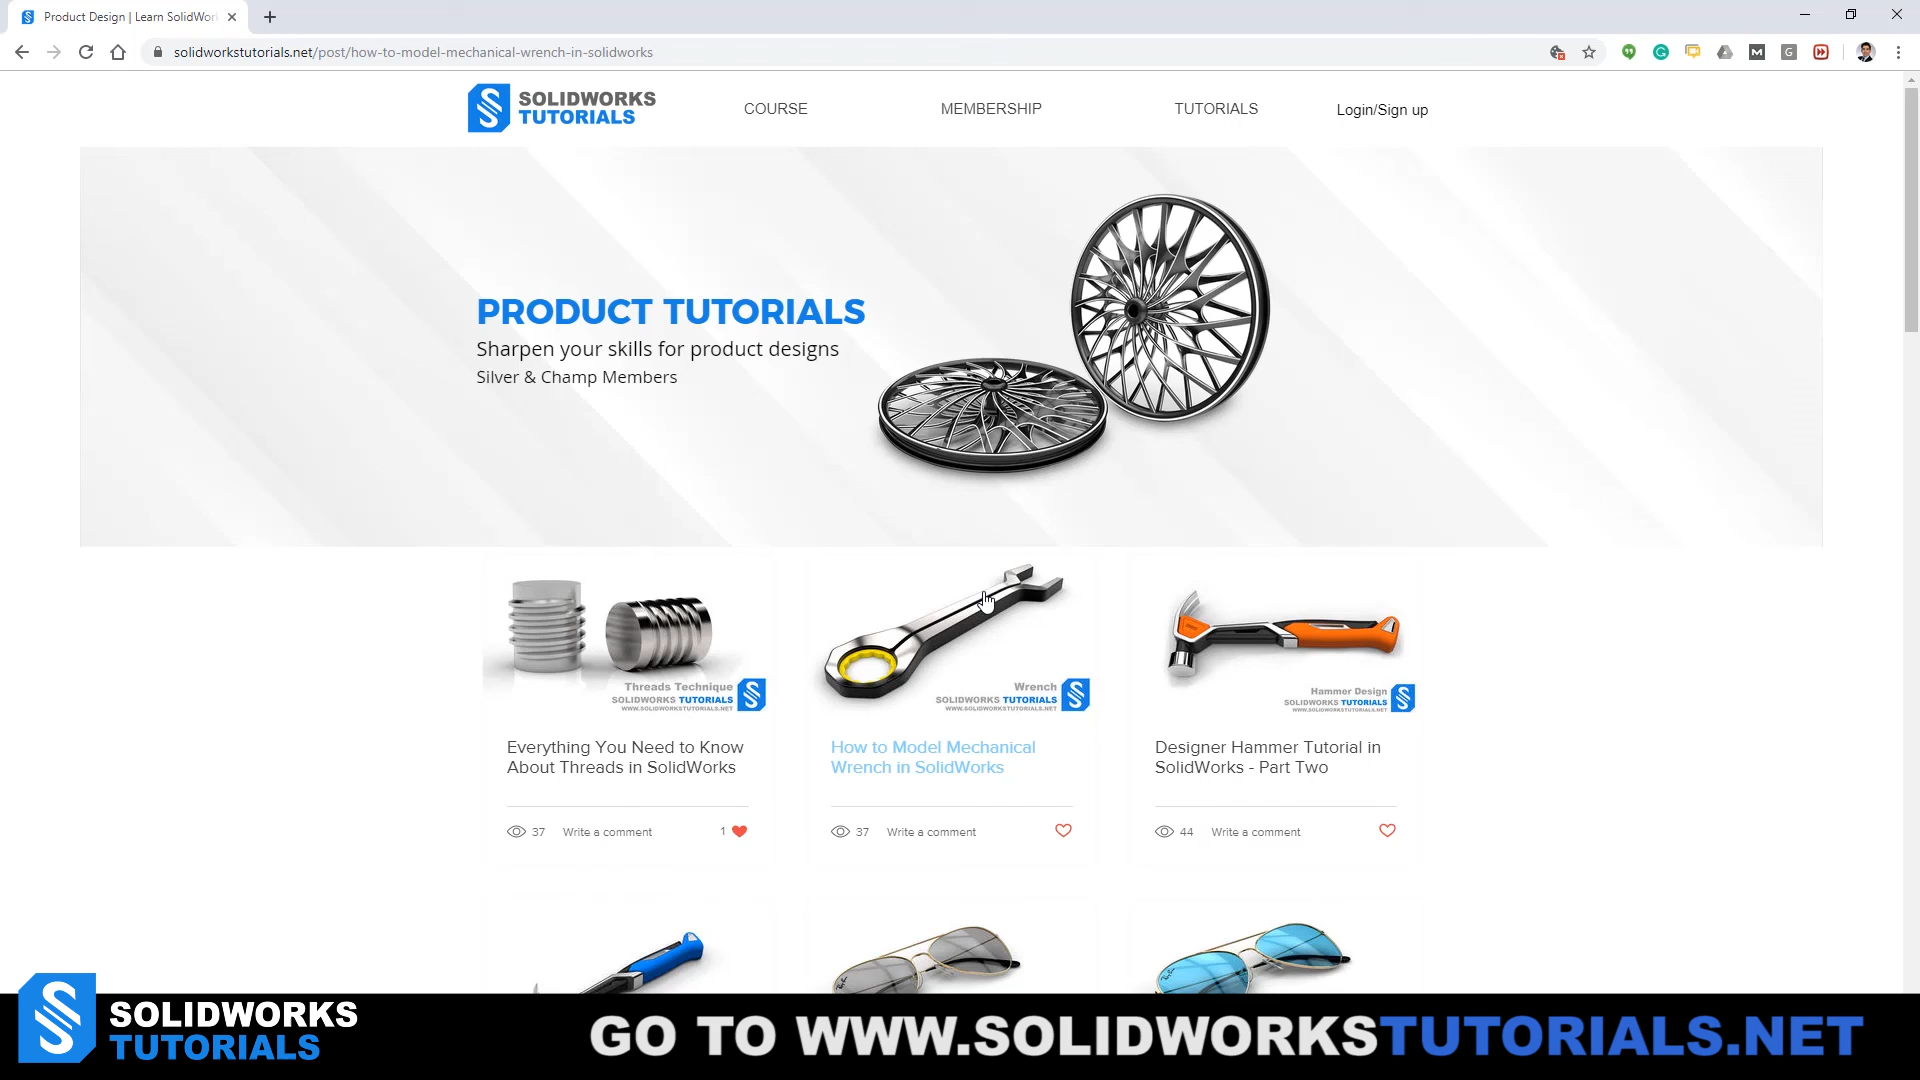 Product Design | Learn SolidWor
solidworkstutorials.net/post/how-to-model-mechanical-wrench-in-solidworks
SOLIDWORKS
TUTORIALS
COURSE
MEMBERSHIP
TUTORIALS
Login/Sign up
PRODUCT TUTORIALS
Sharpen your skills for product designs
Silver & Champ Members
Threads Technique
SOLIDWORKS TUTORIALS
WWW.SOLIDWORKSTUTORIALS.NET
Wrench
SOLIDWORKS TUTORIALS
WWW.SOLIDWORKSTUTORIALS.NET
Hammer Design
SOLIDWORKS TUTORIALS
WWW.SOLIDWORKSTUTORIALS.NET
Everything You Need to Know
About Threads in SolidWorks
How to Model Mechanical
Wrench in SolidWorks
Designer Hammer Tutorial in
SolidWorks - Part Two
37 Write a comment 1
37 Write a comment
44 Write a comment
SOLIDWORKS
TUTORIALS
GO TO WWW.SOLIDWORKSTUTORIALS.NET